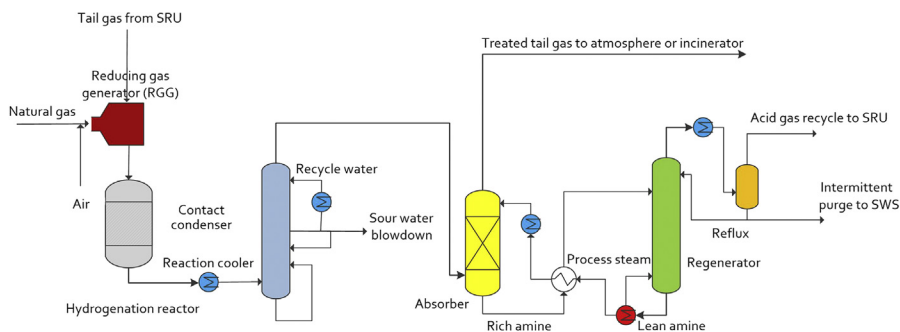 Tail gas from SRU
Reducing gas
generator (RGG)
Natural gas
Air
Contact
condenser
Reaction cooler
Hydrogenation reactor
Recycle water
Sour water
blowdown
Treated tail gas to atmosphere or incinerator
Absorber
Rich amine
Process steam
Lean amine
Regenerator
Reflux
Acid gas recycle to SRU
Intermittent
purge to SWS